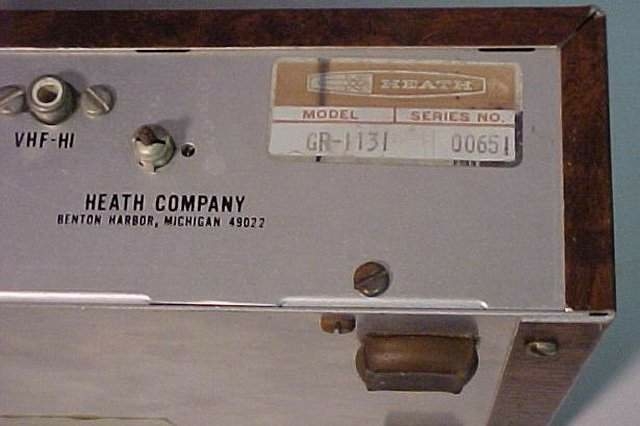 HEATH
MODEL SERIES NO.
GR-1131 00651
VHF-HI
HEATH COMPANY
BENTON HARBOR, MICHIGAN 49022